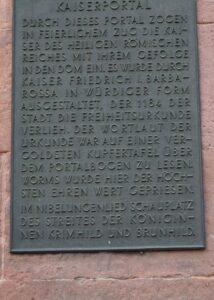 KAISERPORTAL
DURCH DIESES PORTAL ZOGEN
IN FEIERLICHEM ZUG DIE KAI-
SER DES HEILIGEN RÖMISCHEN
REICHES MIT IHREM GEFOLGE
IN DEN DOM EIN. ES WURDE DURCH
KAISER FRIEDRICH I. BARBA-
ROSSA IN WÜRDIGER FORM
AUSGESTALTET, DER 1184 DER
STADT DIE FREIHEITSURKUNDE
VERLIEH. DER WORTLAUT DER
URKUNDE WAR AUF EINER VER-
GOLDETEN KUPFERTAFEL ÜBER
DEM PORTALBOGEN ZU LESEN.
WORMS WURDE HIER DER HÖCH-
STEN EHREN WERT GEPRIESEN.
IM NIBELUNGENLIED SCHAUPLATZ
DES STREITES DER KÖNIGIN-
NEN KRIMHILD UND BRUNHILD.